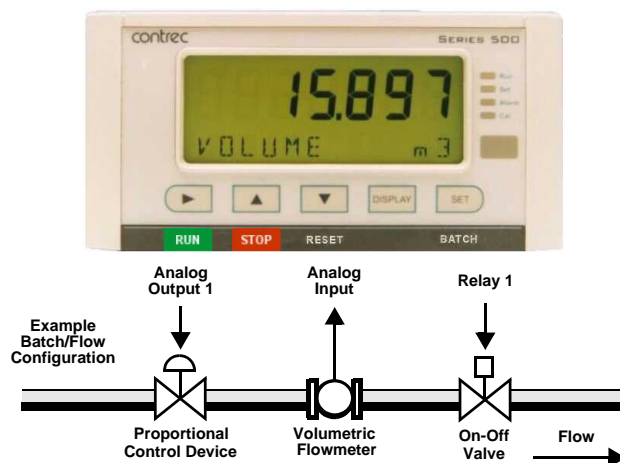 contrec
SERIES 500
15.897
VOLUME m3
Run
Set
Alarm
Cal
DISPLAY
SET
RUN
STOP
RESET
BATCH
Analog
Output 1
Analog
Input
Relay 1
Example
Batch/Flow
Configuration
Proportional
Control Device
Volumetric
Flowmeter
On-Off
Valve
Flow